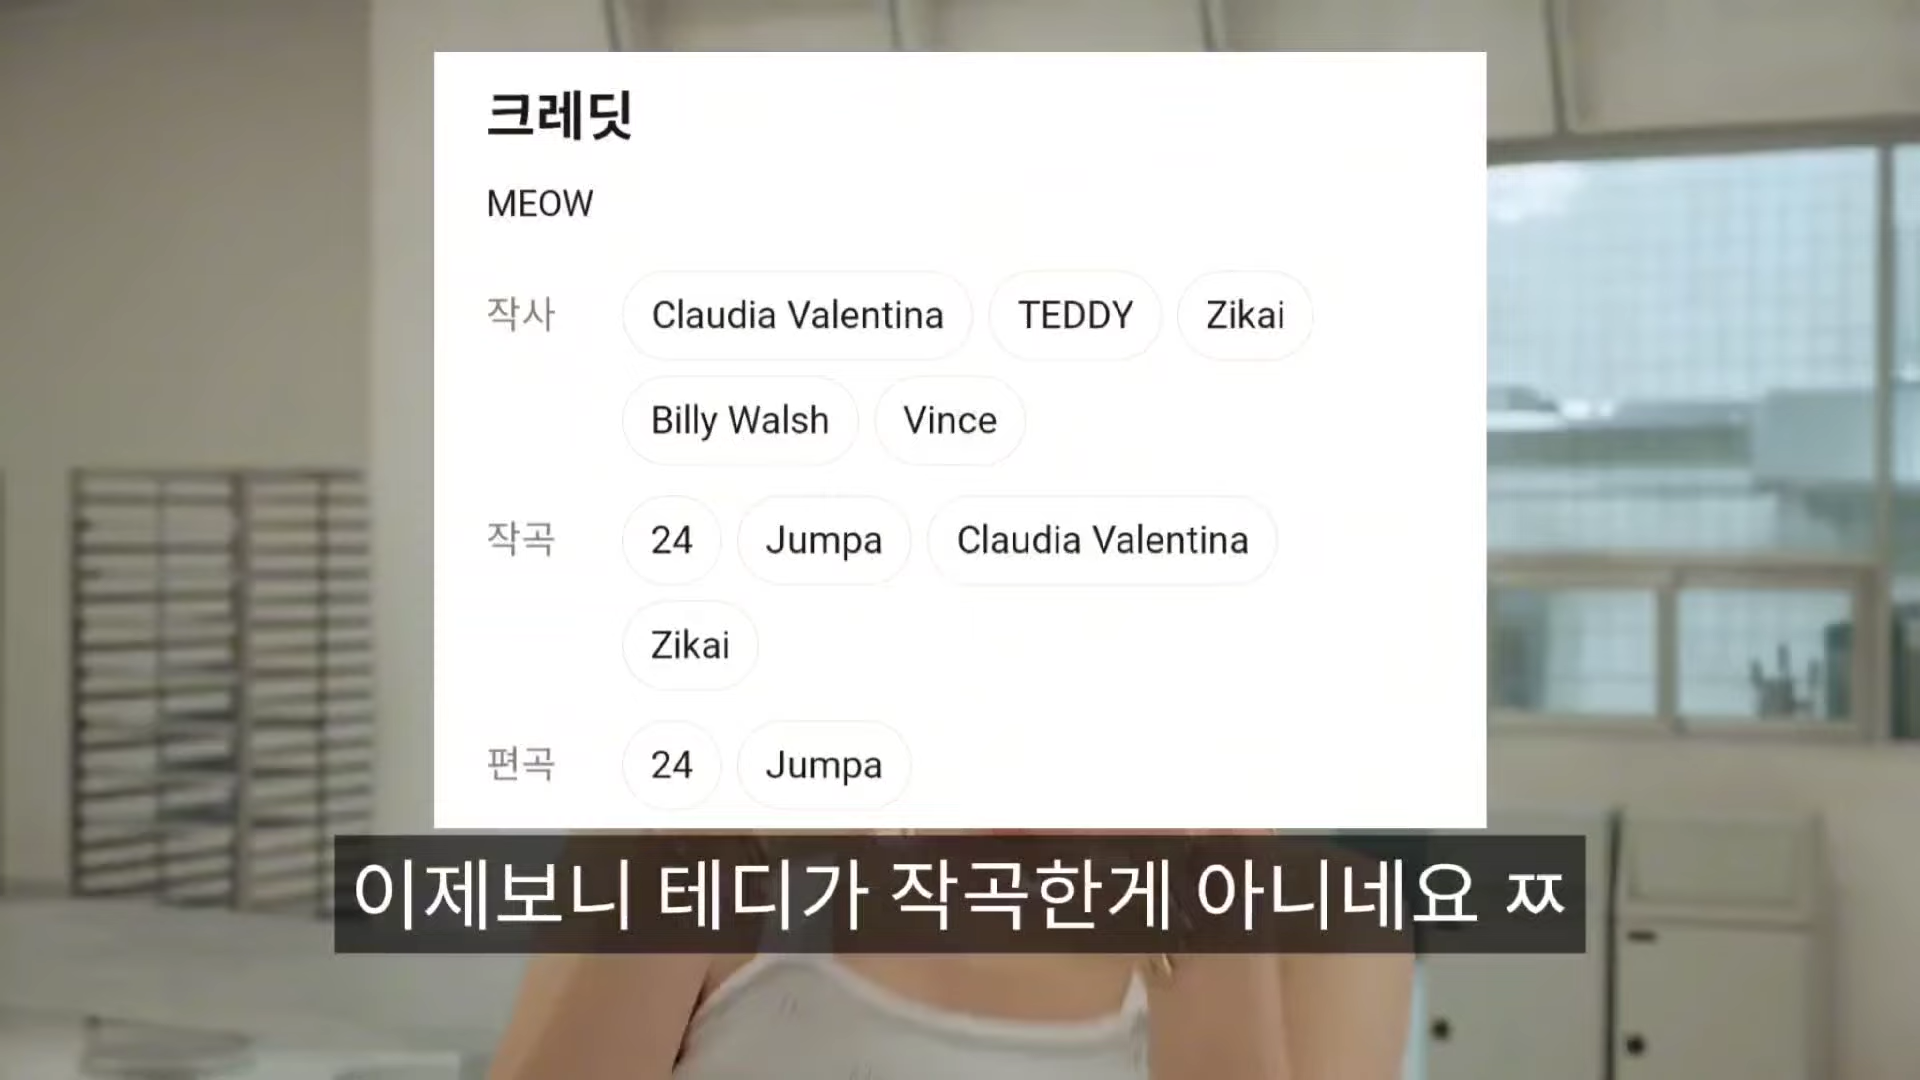 크레딧
MEOW
작사 Claudia Valentina TEDDY Zikai
Billy Walsh Vince
작곡 24 Jumpa Claudia Valentina
Zikai
편곡 24 Jumpa
이제보니 테디가 작곡한게 아니네요 ㅉ